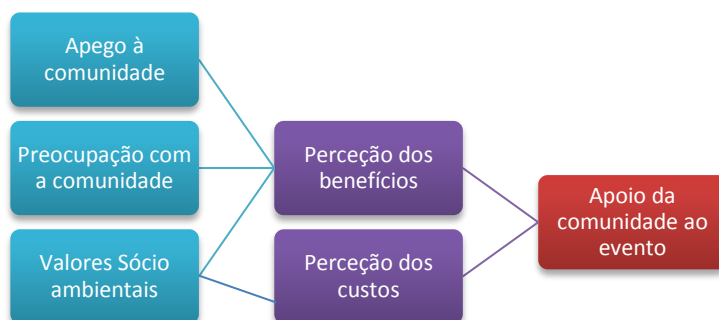 Apego à
comunidade
Preocupação com
a comunidade
Valores Sócio
ambientais
Perceção dos
benefícios
Perceção dos
custos
Apoio da
comunidade ao
evento